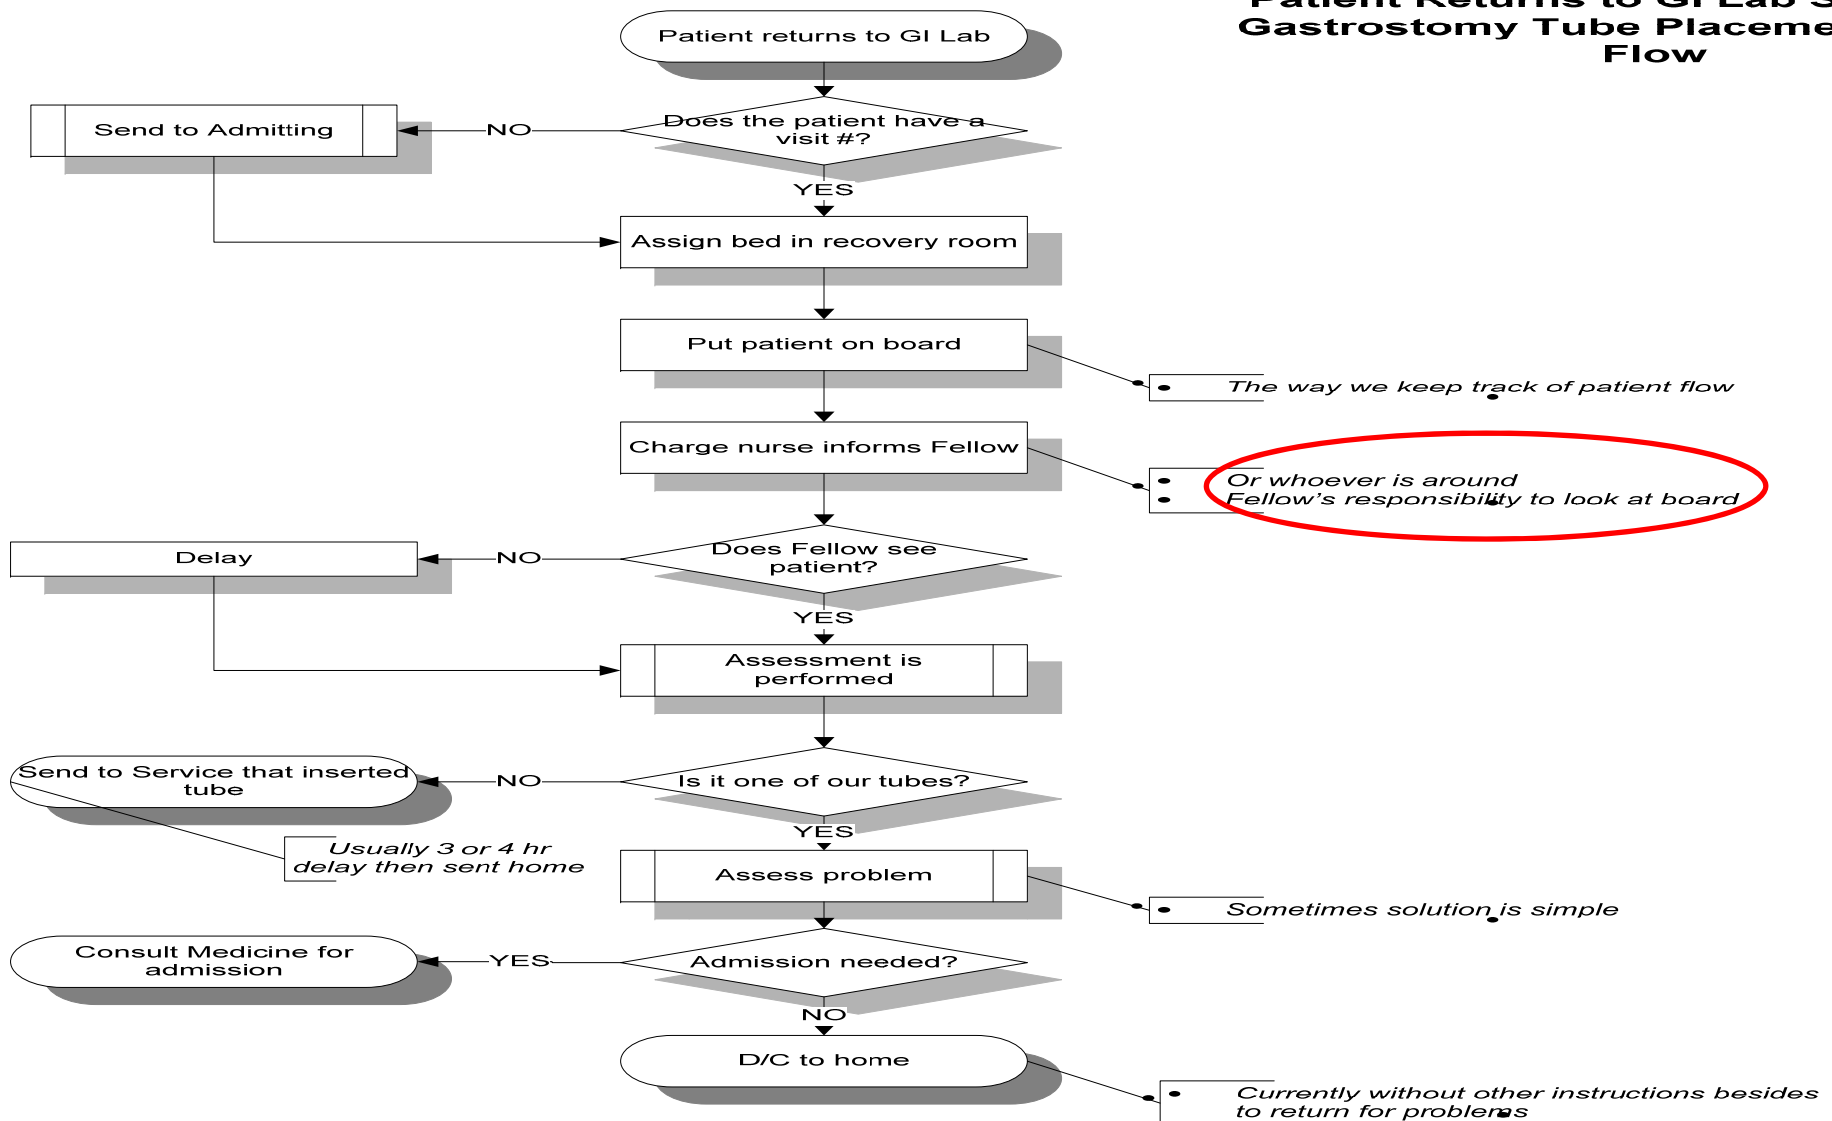 Patient Returns to GI Lab
Gastrostomy Tube
Flow
Patient returns to GI Lab
Does the patient have a
visit #?
NO
Send to Admitting
YES
Assign bed in recovery room
Put patient on board
The way we keep track of patient flow
Charge nurse informs Fellow
Or whoever is around
Fellow's responsibility to look at board
Does Fellow see
patient?
NO
Delay
YES
Assessment is
performed
Is it one of our tubes?
NO
Send to Service that inserted
tube
Usually 3 or 4 hr
delay then sent home
YES
Assess problem
Sometimes solution is simple
Admission needed?
YES
Consult Medicine for
admission
NO
D/C to home
Currently without other instructions besides
to return for problems